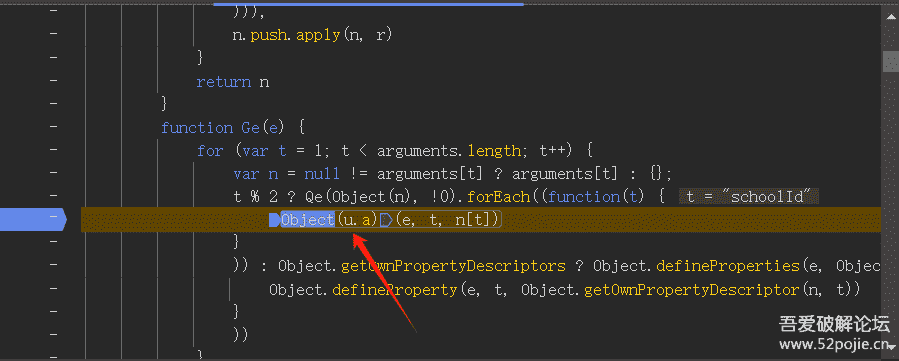 ))),
n.push.apply(n, r)
}
return n
}
function Ge(e) {
for (var t = 1; t < arguments.length; t++) {
var n = null != arguments[t] ? arguments[t] : {};
t % 2 ? Qe(Object(n), !0).forEach((function(t) { t = "schoolId"
Object(u.a)(e, t, n[t])
}
)) : Object.getOwnPropertyDescriptors ? Object.defineProperties(e, Objec
Object.defineProperty(e, t, Object.getOwnPropertyDescriptor(n, t))
}
))
}
吾爱破解论坛
www.52pojie.cn